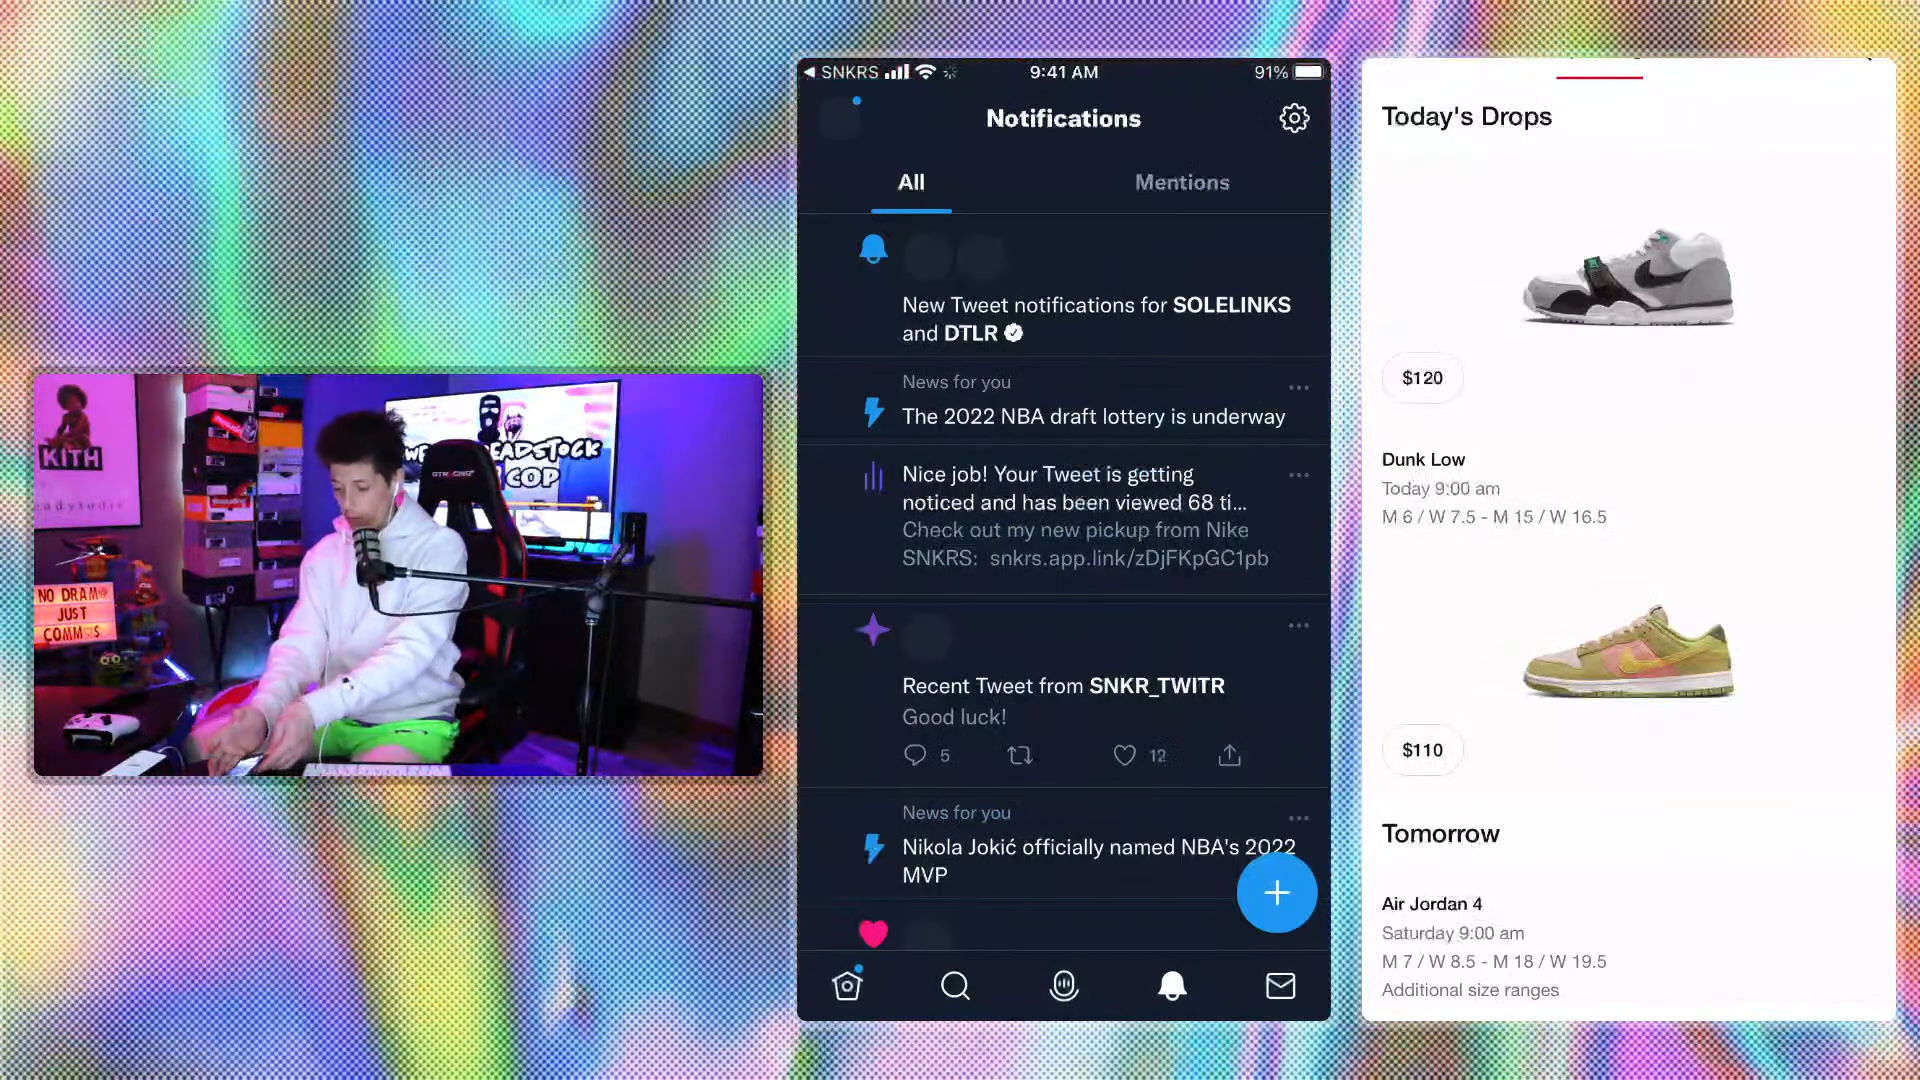 KITH
readytodie
NO DRAM@
JUST
COMM♡S
GTRACING
COP
SNKRS
9:41 AM
91%
Notifications
All
Mentions
New Tweet notifications for SOLELINKS
and DTLR
News for you
The 2022 NBA draft lottery is underway
Nice job! Your Tweet is getting
noticed and has been viewed 68 ti...
Check out my new pickup from Nike
SNKRS: snkrs.app.link/zDjFKpGC1pb
Recent Tweet from SNKR_TWITR
Good luck!
5
12
News for you
Nikola Jokić officially named NBA's 2022
MVP
Today's Drops
$120
Dunk Low
Today 9:00 am
M 6 / W 7.5 - M 15 / W 16.5
$110
Tomorrow
Air Jordan 4
Saturday 9:00 am
M 7 / W 8.5 - M 18 / W 19.5
Additional size ranges